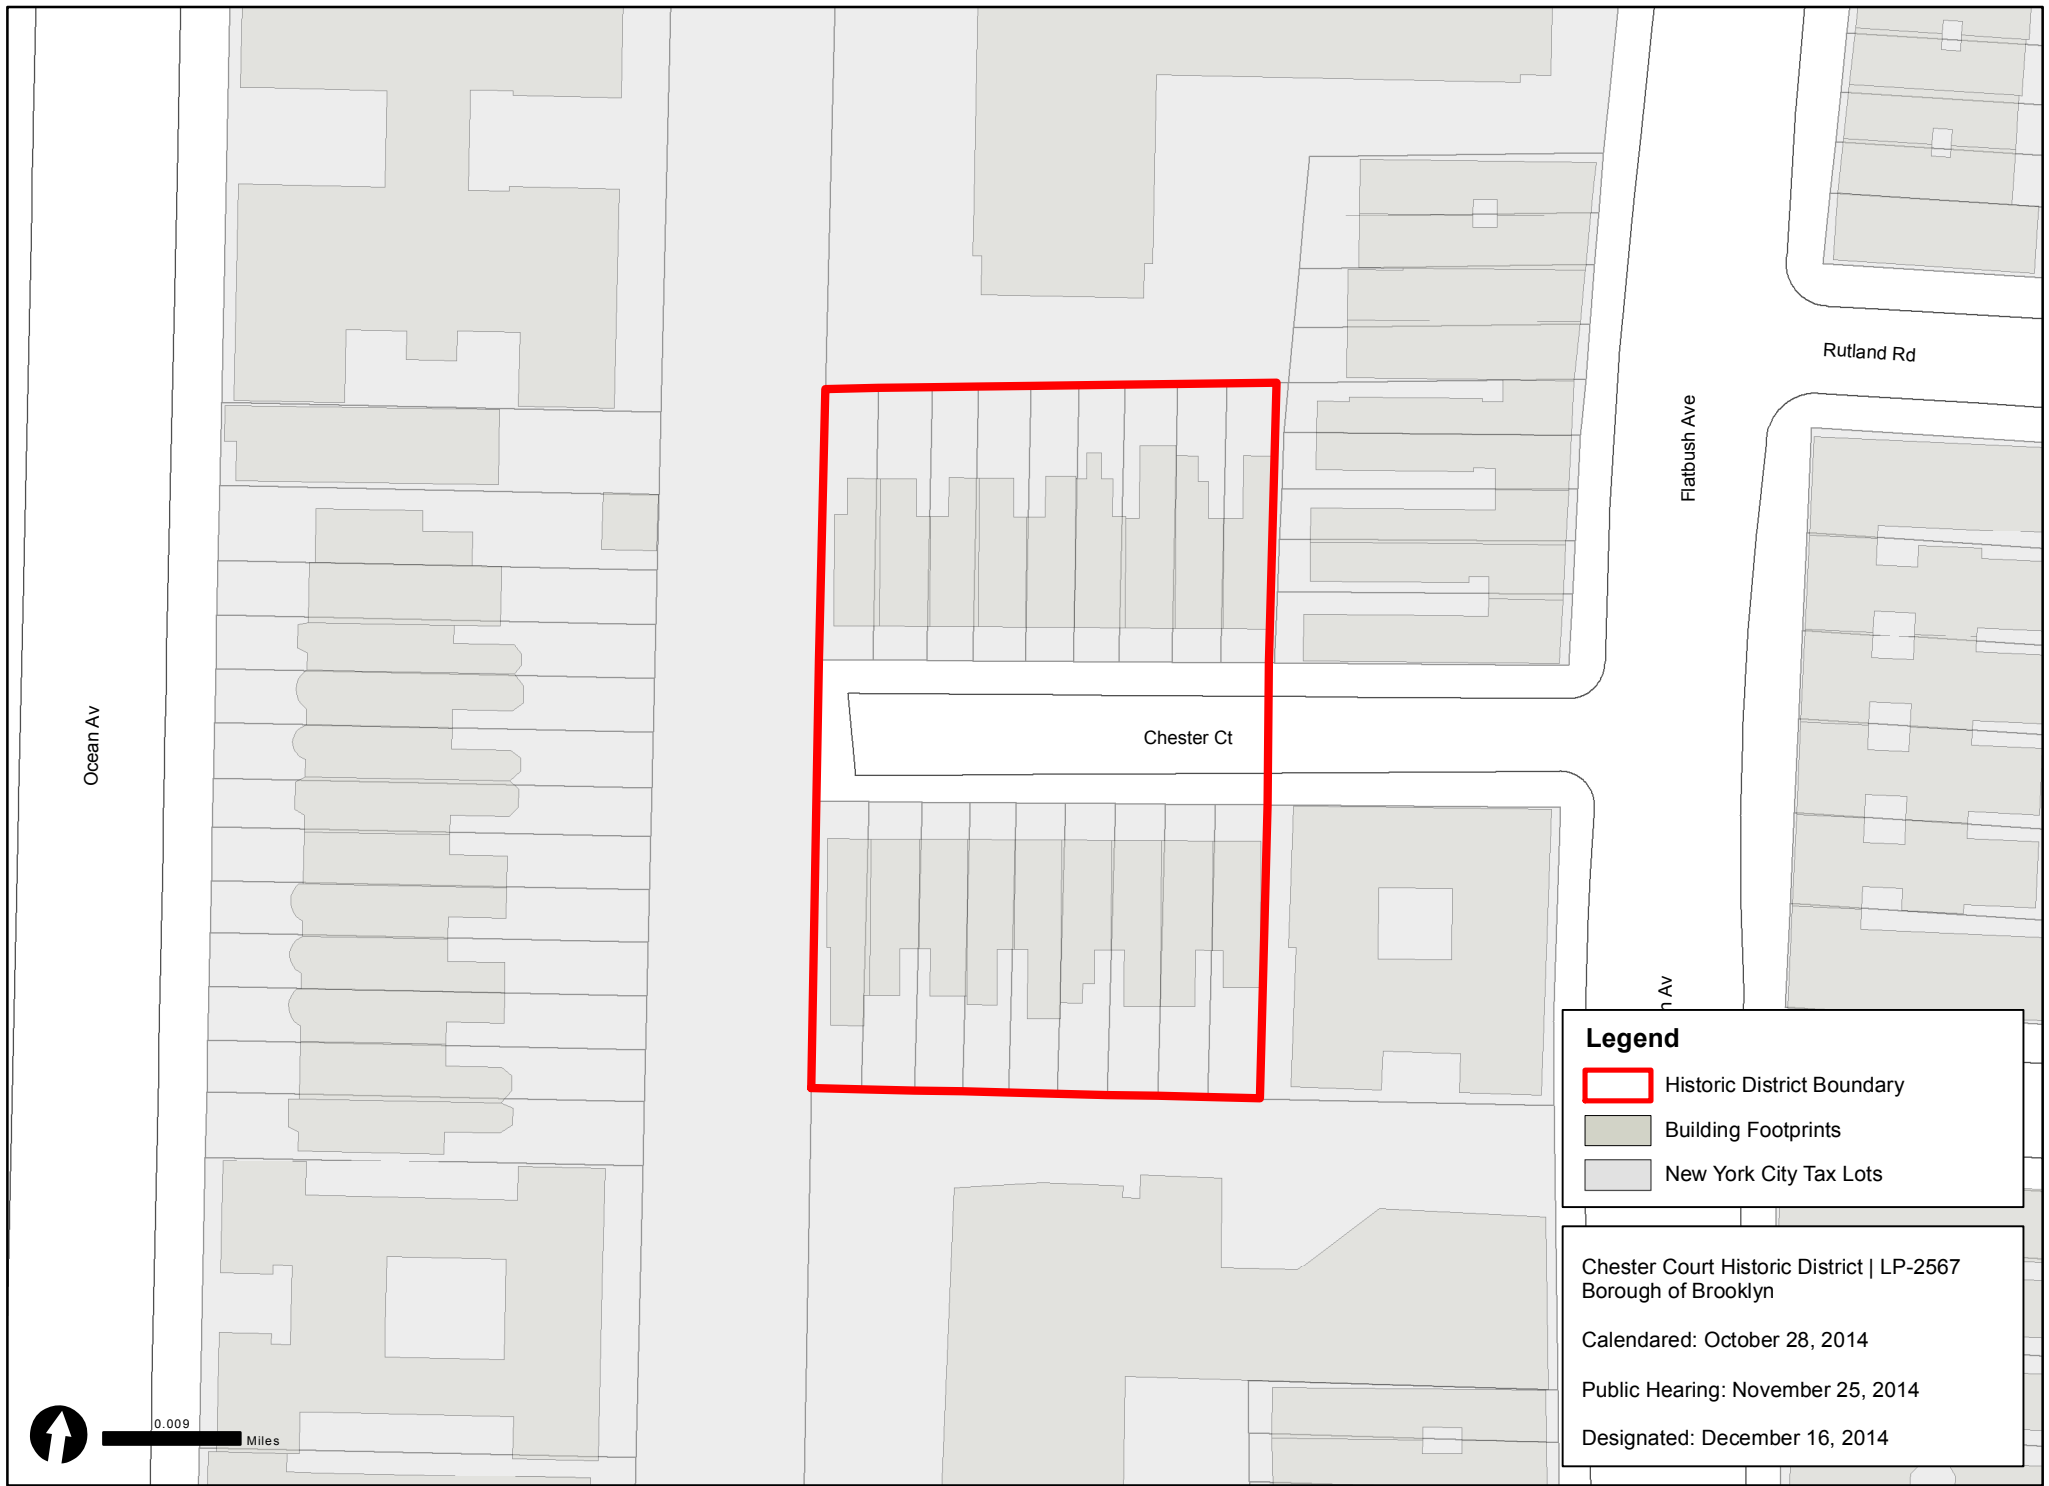 Rutland Rd
Flatbush Ave
Ocean Av
Chester Ct
Av
Legend
Historic District Boundary
Building Footprints
New York City Tax Lots
Chester Court Historic District | LP-2567
Borough of Brooklyn
Calendared: October 28, 2014
Public Hearing: November 25, 2014
Designated: December 16, 2014
0.009
Miles